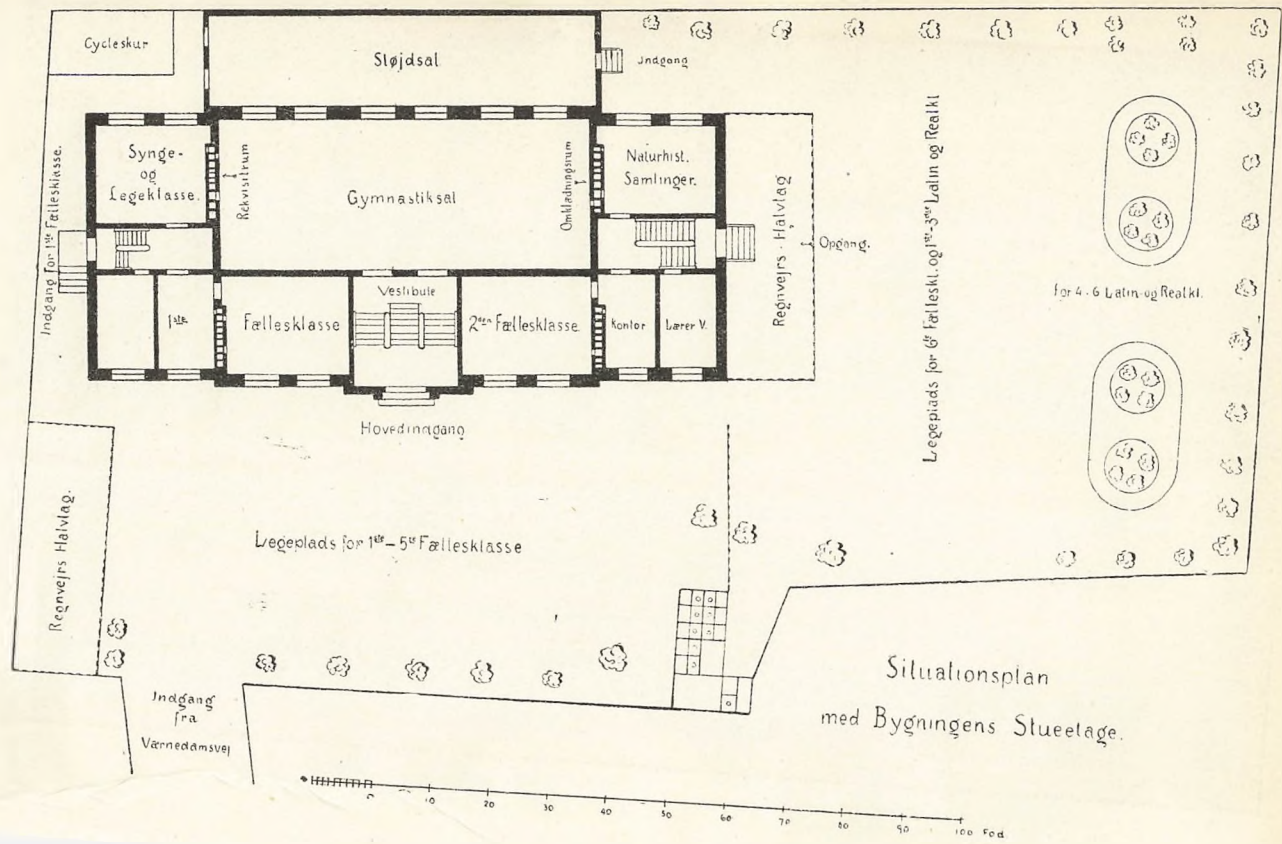 Cycleskur
Sløjdsal
Indgang
Indgang for 1ste Fællesklasse.
Synge-
og
Legeklasse.
Rekvisitrum
Gymnastiksal
Omklædningsrum
Naturhist.
Samlinger.
Regnvejrs-Halvtag
Opgang.
Legeplads for 6te Fælleskl. og 1ste-3die Latin og Realkl
for 4-6 Latin-og Realkl.
1ste
Fællesklasse
Vestibule
2den Fællesklasse.
Kontor
Lærer V.
Hovedindgang
Regnvejrs Halvtag.
Legeplads for 1ste-5te Fællesklasse
Indgang
fra
Værnedamsvej
Situationsplan
med Bygningens Stueetage.
0 10 20 30 40 50 60 70 80 90 100 Fod